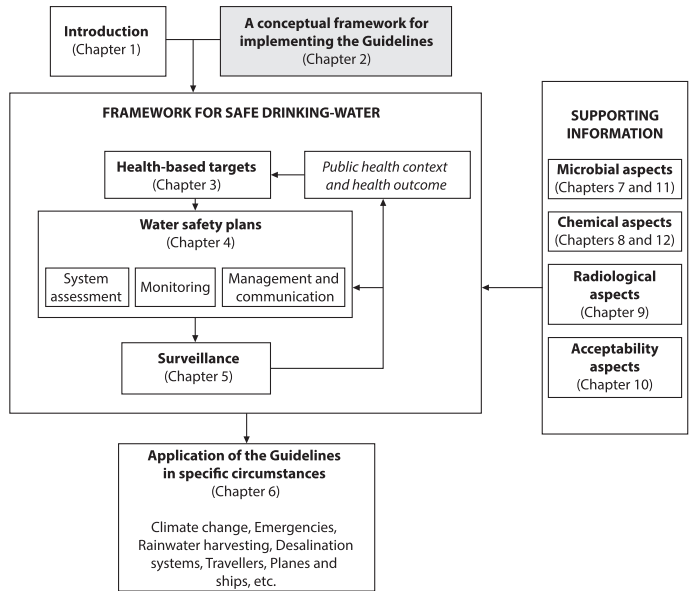 Introduction
(Chapter 1)
A conceptual framework for
implementing the Guidelines
(Chapter 2)
FRAMEWORK FOR SAFE DRINKING-WATER
Health-based targets
(Chapter 3)
Public health context
and health outcome
Water safety plans
(Chapter 4)
System
assessment
Monitoring
Management and
communication
Surveillance
(Chapter 5)
SUPPORTING
INFORMATION
Microbial aspects
(Chapters 7 and 11)
Chemical aspects
(Chapters 8 and 12)
Radiological
aspects
(Chapter 9)
Acceptability
aspects
(Chapter 10)
Application of the Guidelines
in specific circumstances
(Chapter 6)
Climate change, Emergencies,
Rainwater harvesting, Desalination
systems, Travellers, Planes and
ships, etc.